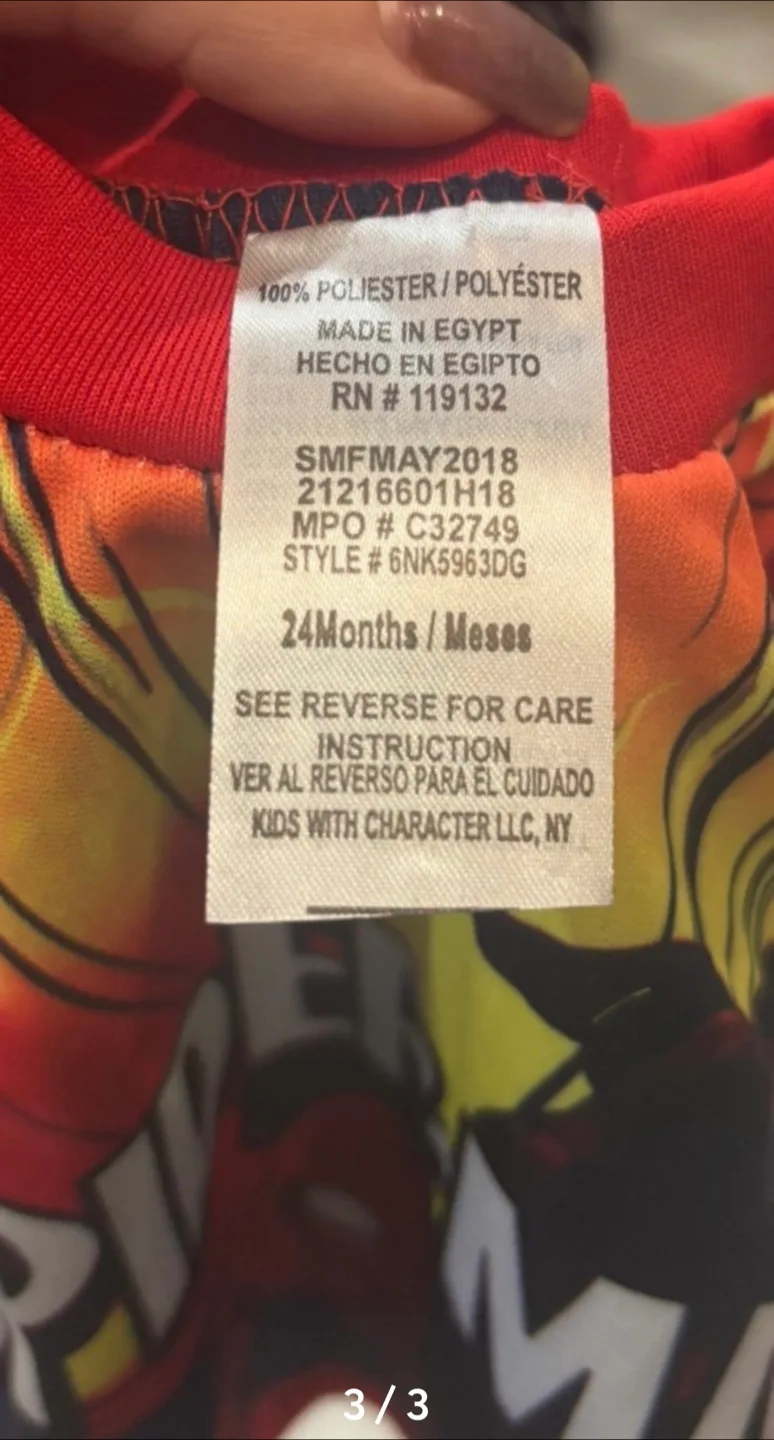 100% POLIESTER / POLYÉSTER
MADE IN EGYPT
HECHO EN EGIPTO
RN # 119132
SMFMAY2018
21216601H18
MPO # C32749
STYLE # 6NK5963DG
24Months / Meses
SEE REVERSE FOR CARE
INSTRUCTION
VER AL REVERSO PARA EL CUIDADO
KIDS WITH CHARACTER LLC, NY
3 / 3